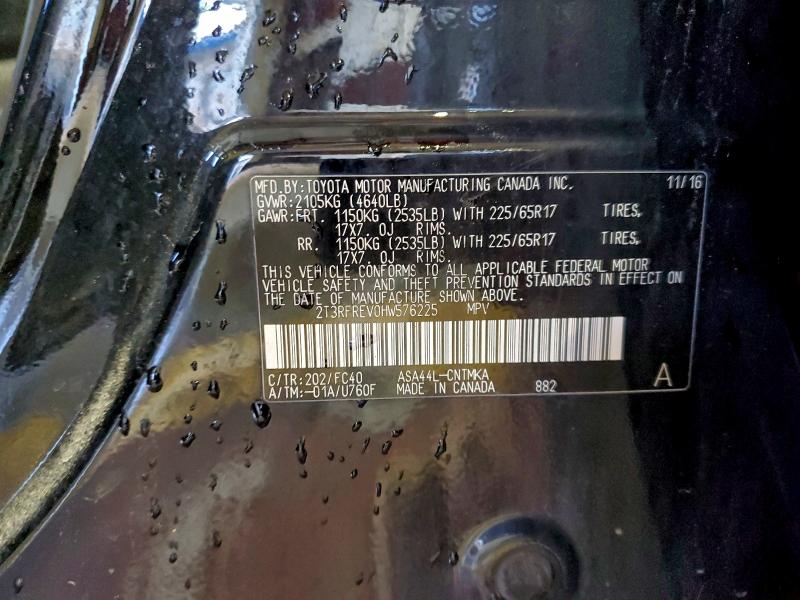 MFD.BY:TOYOTA MOTOR MANUFACTURING CANADA INC. 11/16
GVWR:2105KG (4640LB)
GAWR:FRT. 1150KG (2535LB) WITH 225/65R17 TIRES,
17X7.0J RIMS.
RR. 1150KG (2535LB) WITH 225/65R17 TIRES,
17X7.0J RIMS.
THIS VEHICLE CONFORMS TO ALL APPLICABLE FEDERAL MOTOR
VEHICLE SAFETY AND THEFT PREVENTION STANDARDS IN EFFECT ON
THE DATE OF MANUFACTURE SHOWN ABOVE.
2T3RFREV0HW576225 MPV
C/TR:202/FC40 ASA44L-CNTMKA
A/TM:-01A/U760F MADE IN CANADA 882 A